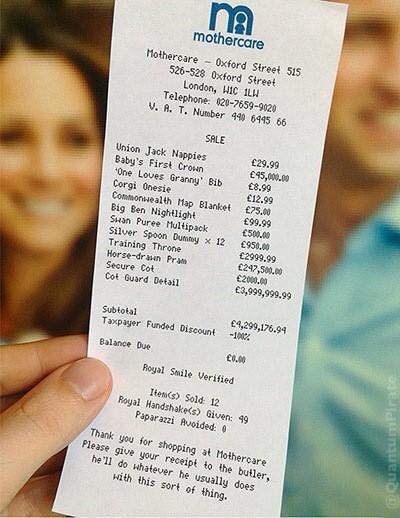 mothercare
Mothercare – Oxford Street 515
526-528 Oxford Street
London, W1C 1LW
Telephone: 020-7659-9020
V. A. T. Number 440 6445 66
SALE
Union Jack Nappies £29.99
Baby's First Crown £45,000.00
'One Loves Granny' Bib £8.99
Corgi Onesie £12.99
Commonwealth Map Blanket £75.00
Big Ben Nightlight £99.99
Swan Puree Multipack £500.00
Silver Spoon Dummy x 12 £950.00
Training Throne £2999.99
Horse-drawn Pram £247,500.00
Secure Cot £2000.00
Cot Guard Detail £3,999,999.99
Subtotal £4,299,176.94
Taxpayer Funded Discount -100%
Balance Due £0.00
Royal Smile Verified
Item(s) Sold: 12
Royal Handshake(s) Given: 49
Paparazzi Avoided: 0
Thank you for shopping at Mothercare
Please give your receipt to the butler,
he'll do whatever he usually does
with this sort of thing.
@QuantumPirate